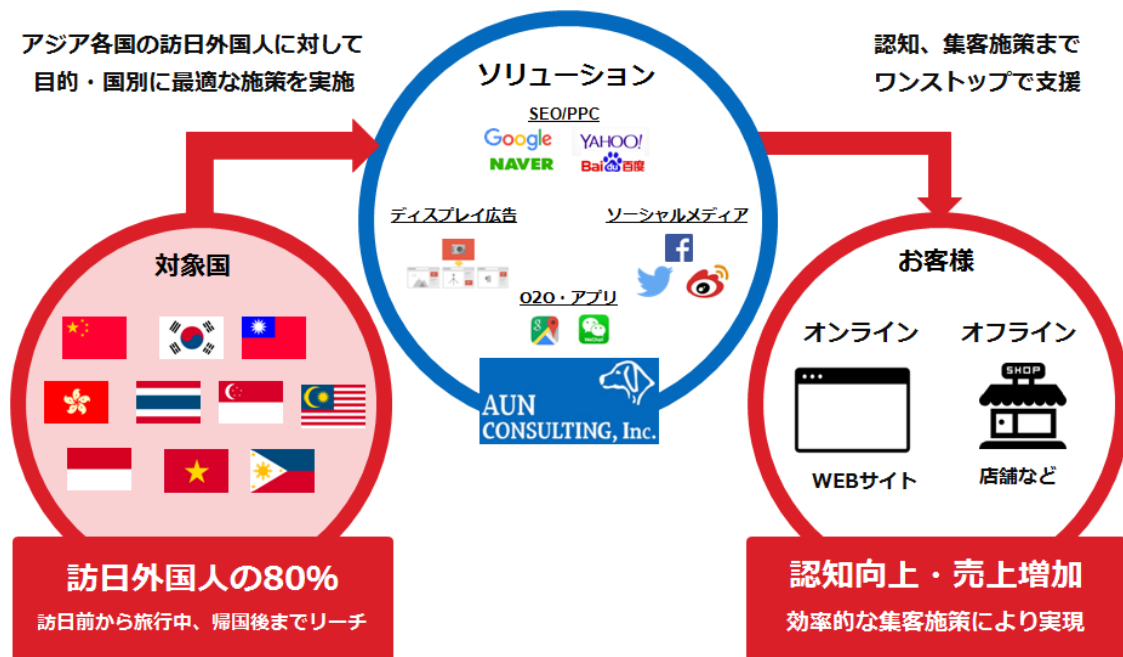 アジア各国の訪日外国人に対して
目的・国別に最適な施策を実施
認知、集客施策まで
ワンストップで支援
ソリューション
SEO/PPC
Google
YAHOO!
NAVER
Bai du 百度
ディスプレイ広告
ソーシャルメディア
O2O・アプリ
WeChat
AUN
CONSULTING, Inc.
対象国
訪日外国人の80%
訪日前から旅行中、帰国後までリーチ
お客様
オンライン
オフライン
SHOP
WEBサイト
店舗など
認知向上・売上増加
効率的な集客施策により実現